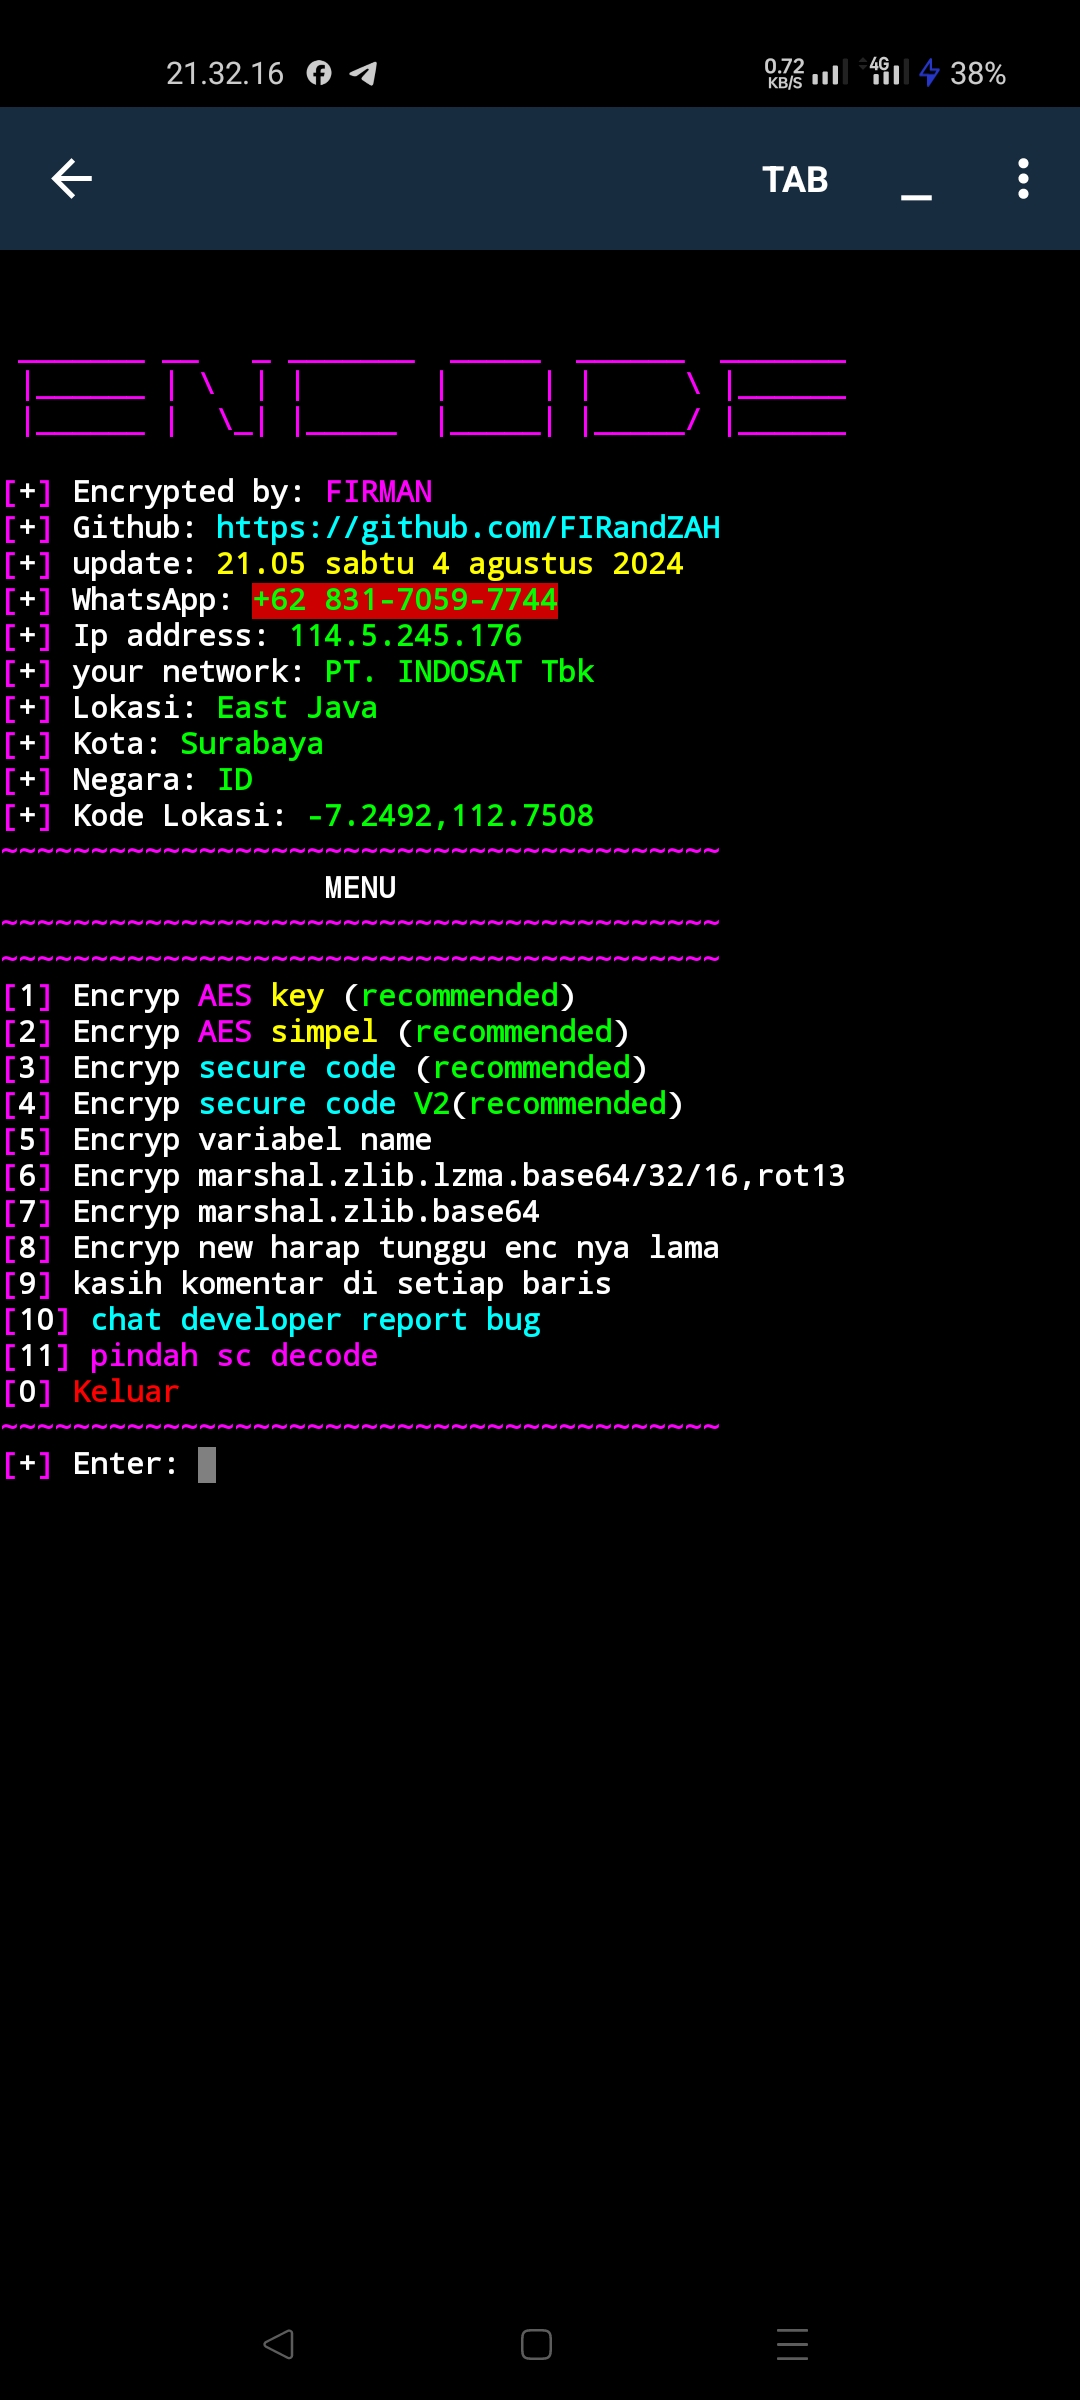 21.32.16 0.72 KB/S 4G 38%
TAB
ENCODE
[+] Encrypted by: FIRMAN
[+] Github: https://github.com/FIRandZAH
[+] update: 21.05 sabtu 4 agustus 2024
[+] WhatsApp: +62 831-7059-7744
[+] Ip address: 114.5.245.176
[+] your network: PT. INDOSAT Tbk
[+] Lokasi: East Java
[+] Kota: Surabaya
[+] Negara: ID
[+] Kode Lokasi: -7.2492,112.7508
~~~~~~~~~~~~~~~~~~~~~~~~~~~~~~~~~~~~~~~~
MENU
~~~~~~~~~~~~~~~~~~~~~~~~~~~~~~~~~~~~~~~~
~~~~~~~~~~~~~~~~~~~~~~~~~~~~~~~~~~~~~~~~
[1] Encryp AES key (recommended)
[2] Encryp AES simpel (recommended)
[3] Encryp secure code (recommended)
[4] Encryp secure code V2(recommended)
[5] Encryp variabel name
[6] Encryp marshal.zlib.lzma.base64/32/16,rot13
[7] Encryp marshal.zlib.base64
[8] Encryp new harap tunggu enc nya lama
[9] kasih komentar di setiap baris
[10] chat developer report bug
[11] pindah sc decode
[0] Keluar
~~~~~~~~~~~~~~~~~~~~~~~~~~~~~~~~~~~~~~~~
[+] Enter: